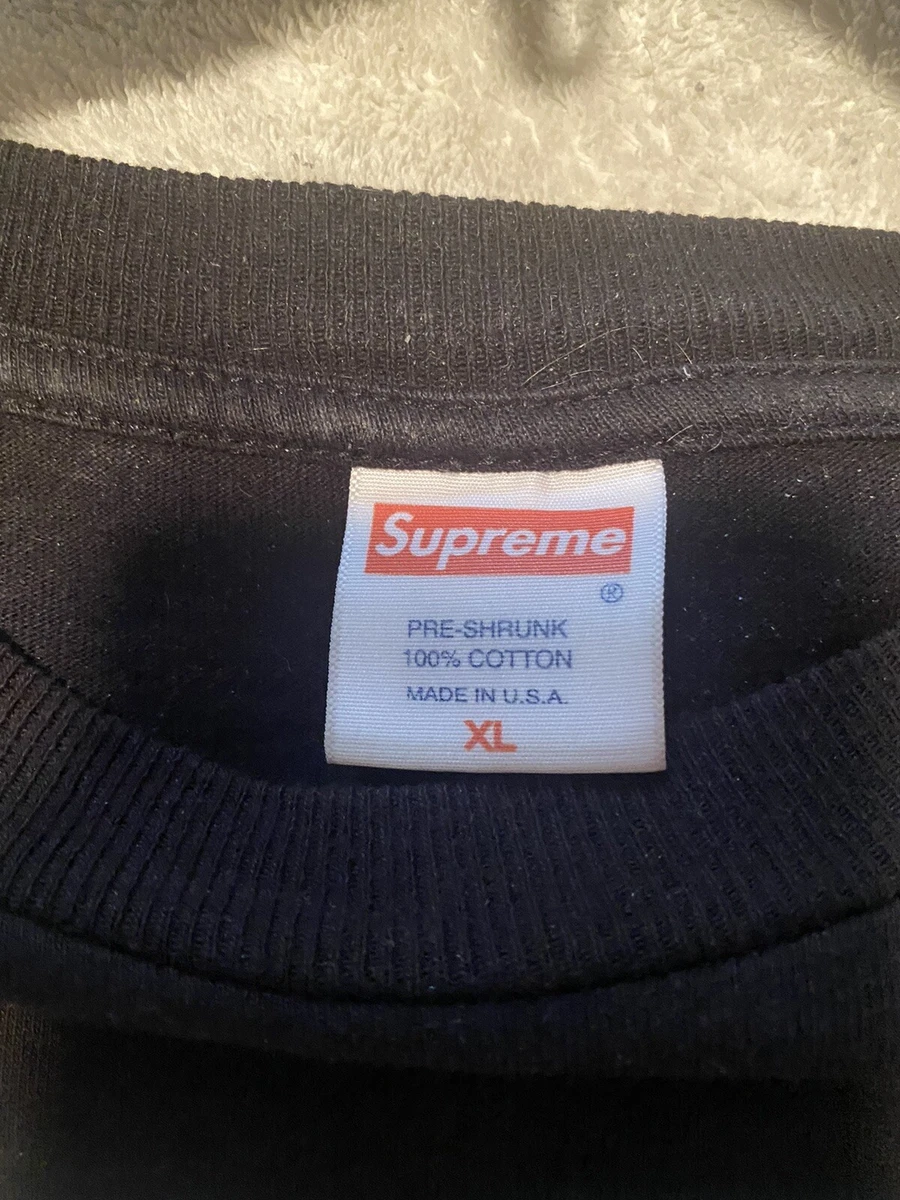 Supreme
®
PRE-SHRUNK
100% COTTON
MADE IN U.S.A.
XL